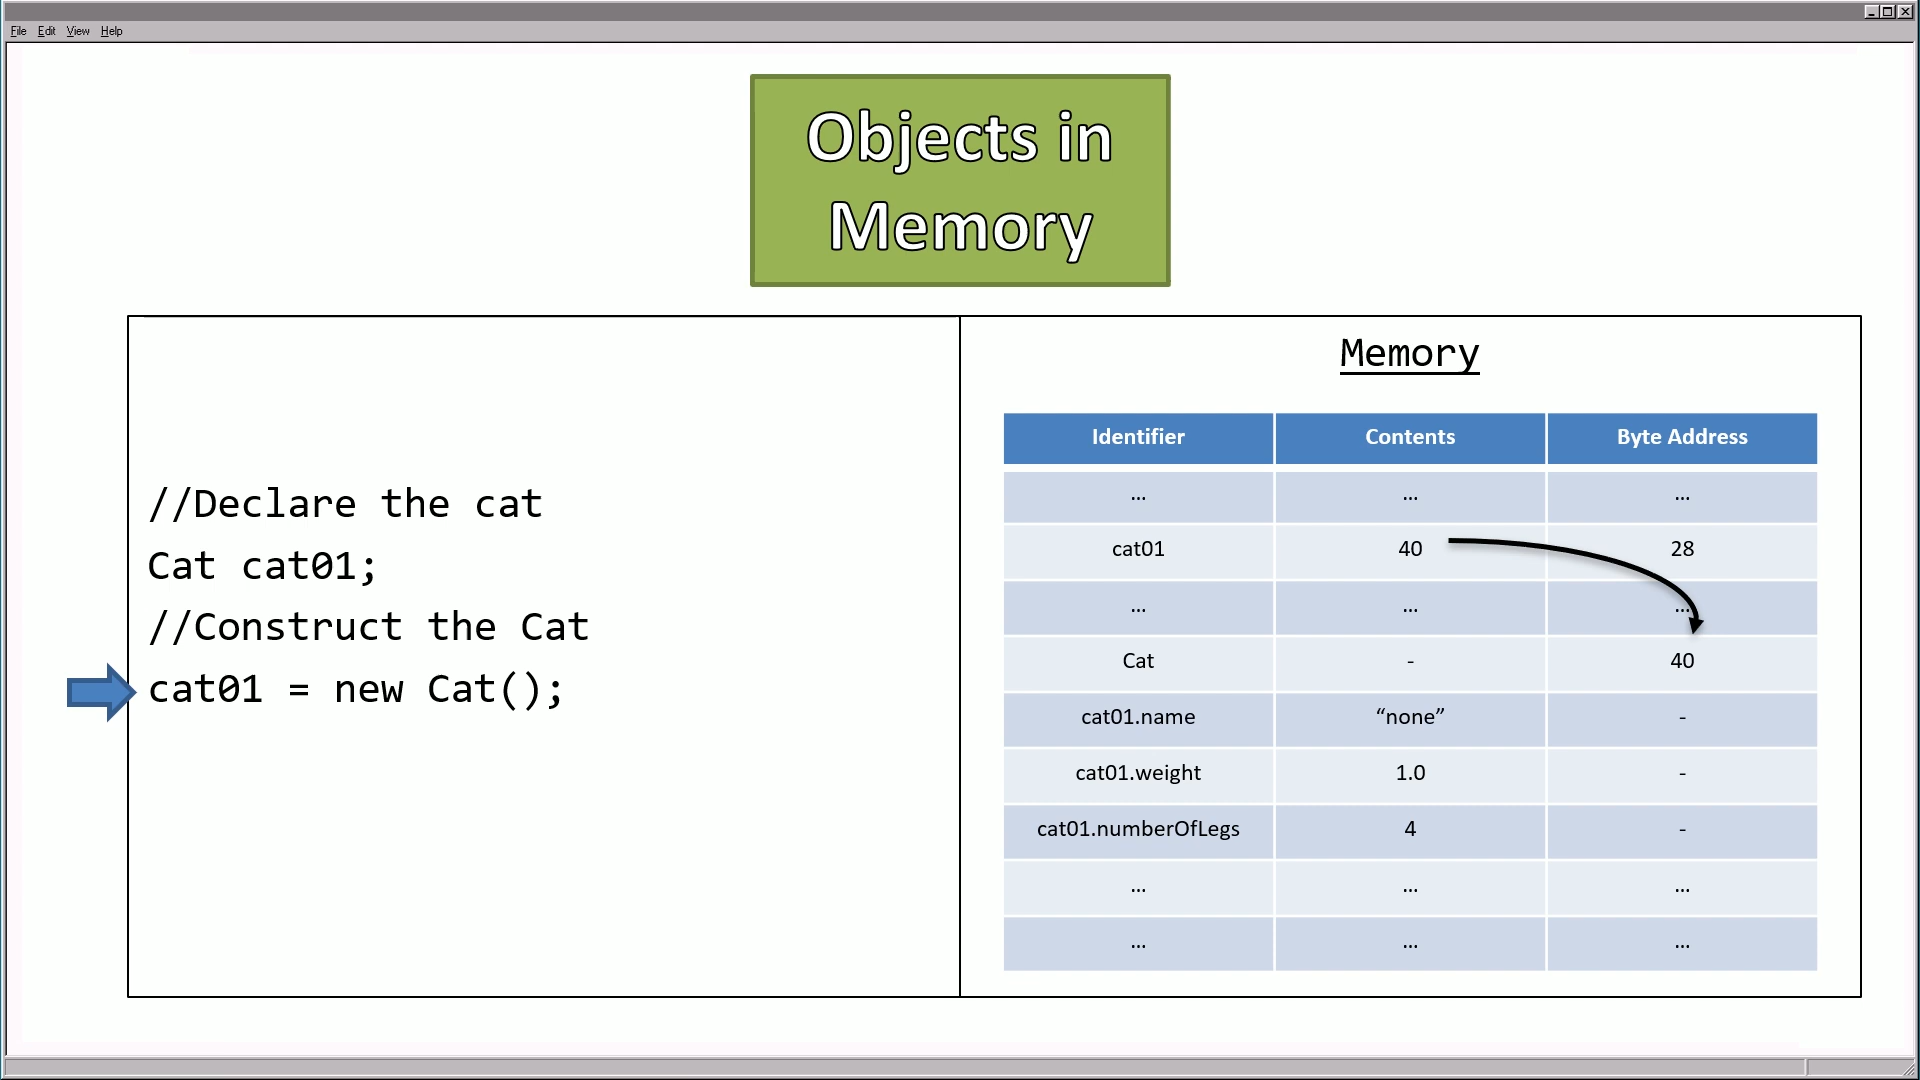 File Edit View Help
Objects in
Memory
//Declare the cat
Cat cat01;
//Construct the Cat
cat01 = new Cat();
Memory
Identifier Contents Byte Address
... ... ...
cat01 40 28
... ... ...
Cat - 40
cat01.name “none” -
cat01.weight 1.0 -
cat01.numberOfLegs 4 -
... ... ...
... ... ...